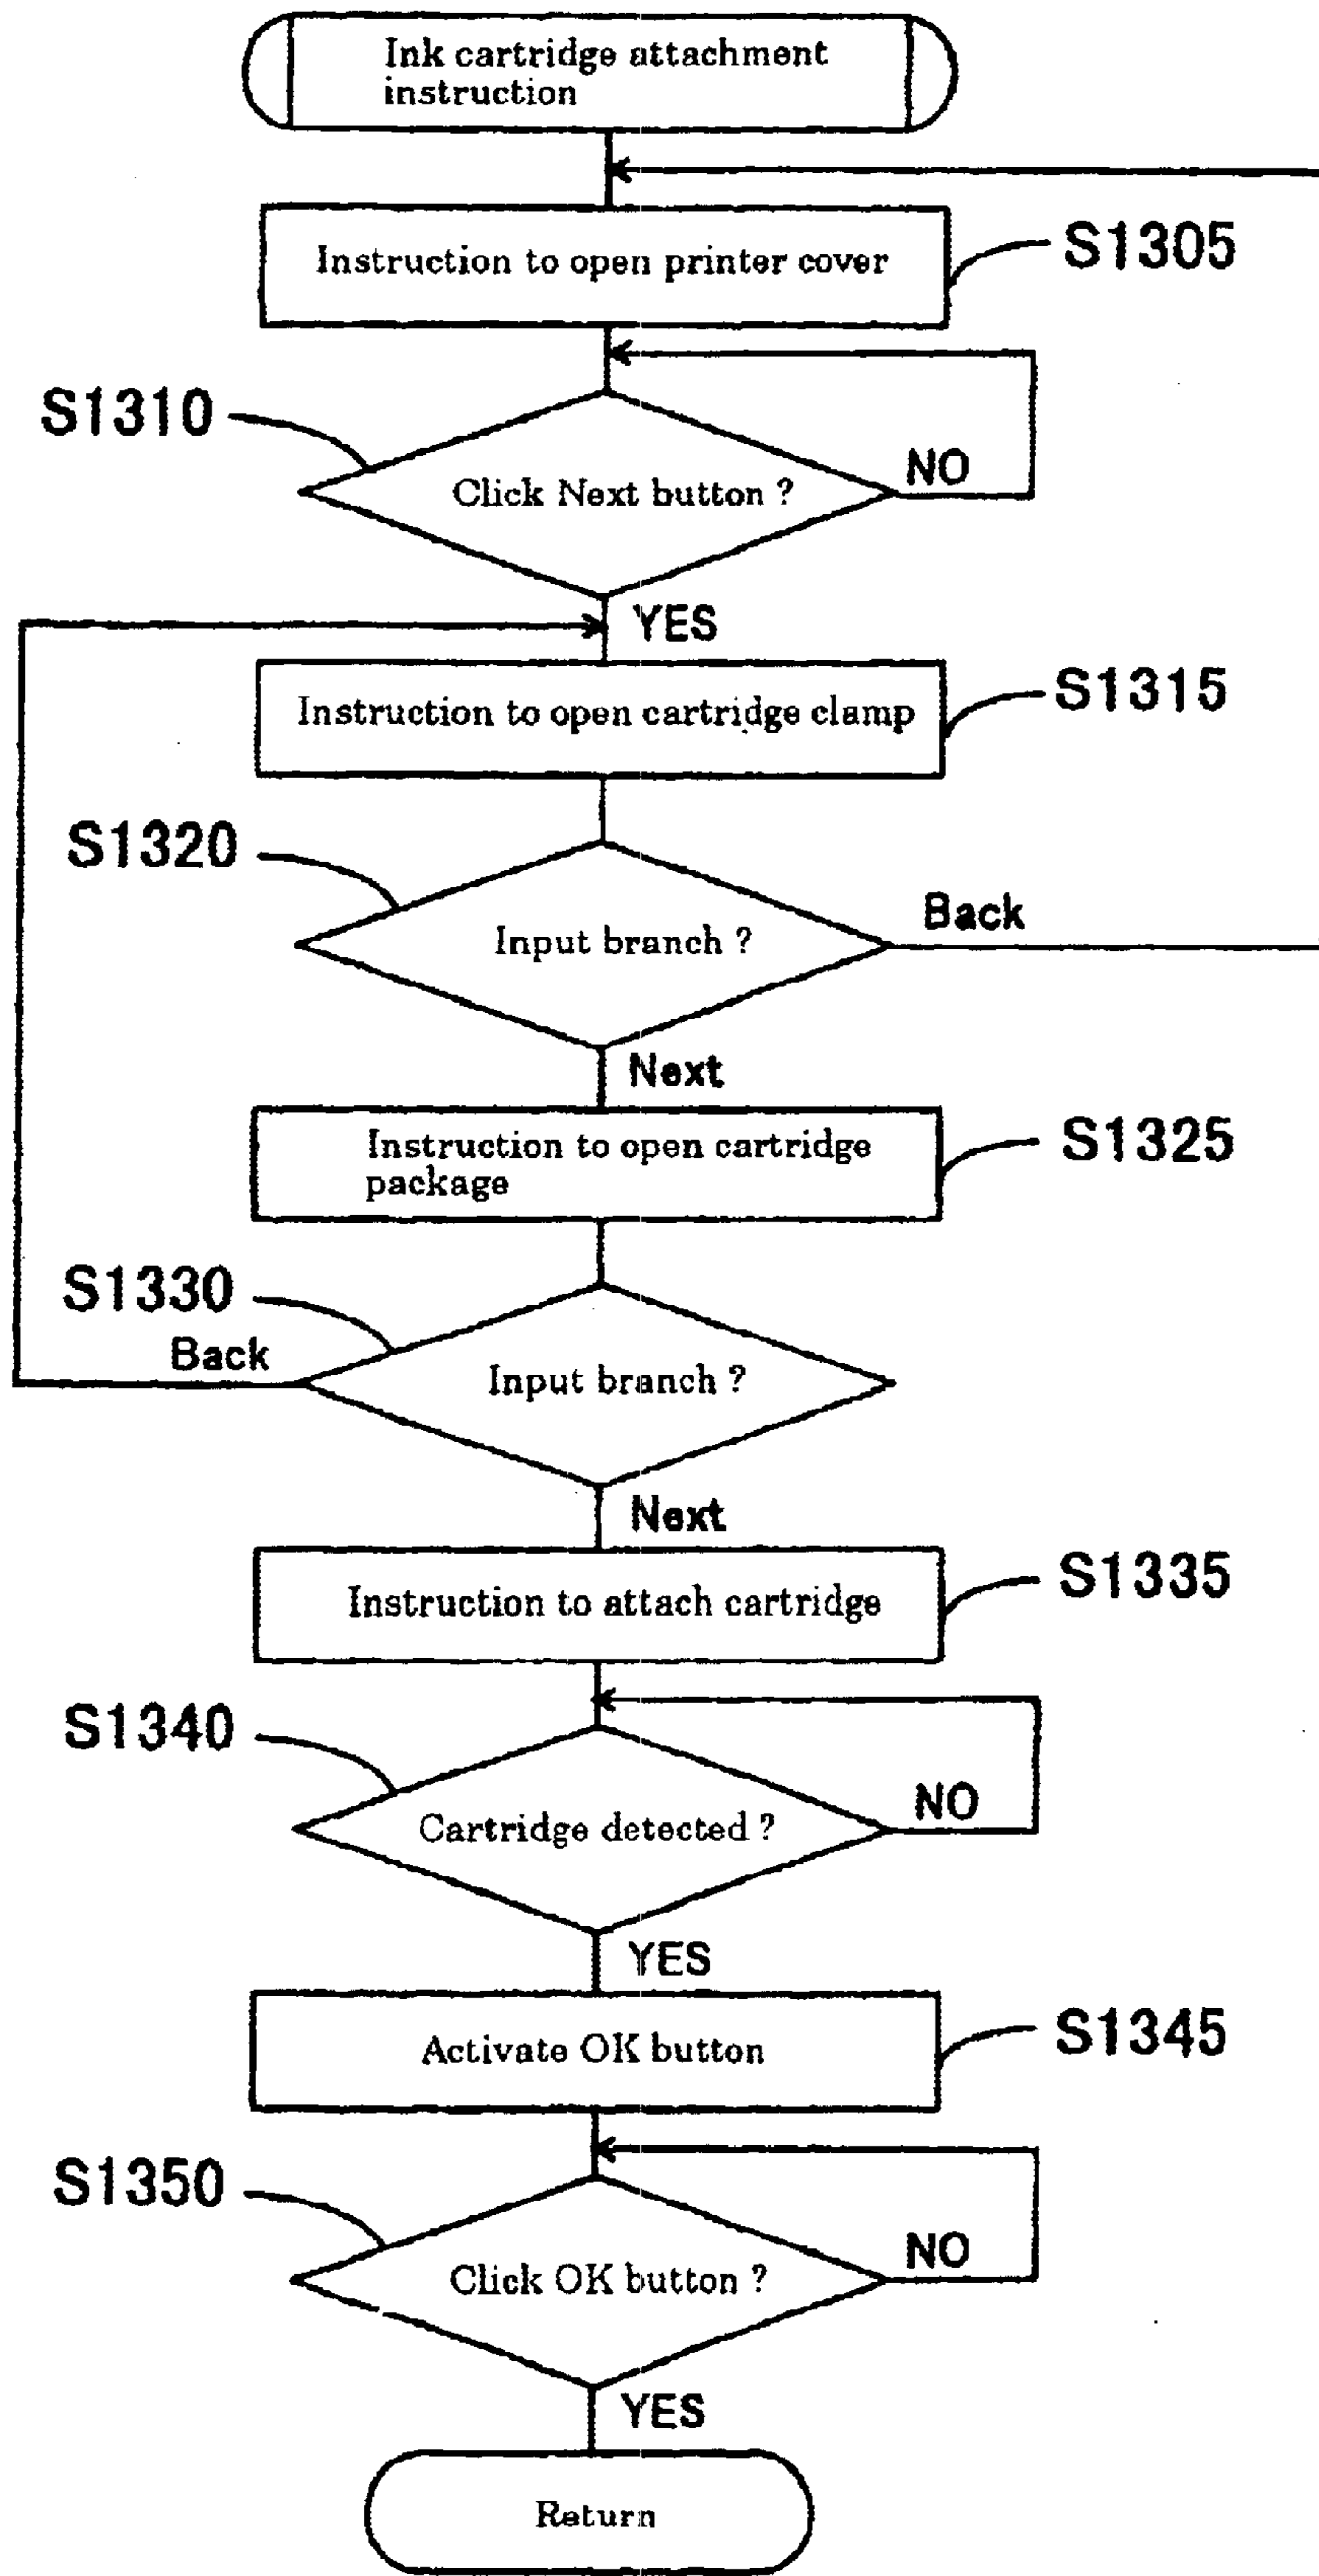 Ink cartridge attachment
instruction
Instruction to open printer cover
S1305
S1310
Click Next button ?
NO
YES
Instruction to open cartridge clamp
S1315
S1320
Input branch ?
Back
Next
Instruction to open cartridge
package
S1325
S1330
Back
Input branch ?
Next
Instruction to attach cartridge
S1335
S1340
Cartridge detected ?
NO
YES
Activate OK button
S1345
S1350
Click OK button ?
NO
YES
Return